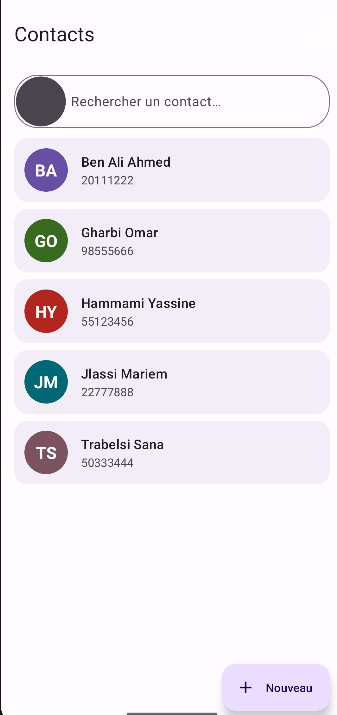 Contacts
Rechercher un contact...
BA
Ben Ali Ahmed
20111222
GO
Gharbi Omar
98555666
HY
Hammami Yassine
55123456
JM
Jlassi Mariem
22777888
TS
Trabelsi Sana
50333444
+ Nouveau